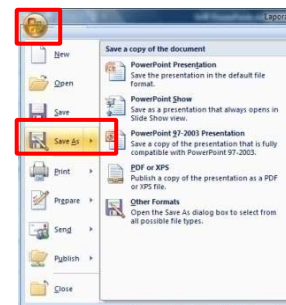 Lapora
New
Open
Save
Save As
Print
Prepare
Send
Publish
Close
Save a copy of the document
PowerPoint Presentation
Save the presentation in the default file
format.
PowerPoint Show
Save as a presentation that always opens in
Slide Show view.
PowerPoint 97-2003 Presentation
Save a copy of the presentation that is fully
compatible with PowerPoint 97-2003.
PDF or XPS
Publish a copy of the presentation as a PDF
or XPS file.
Other Formats
Open the Save As dialog box to select from
all possible file types.